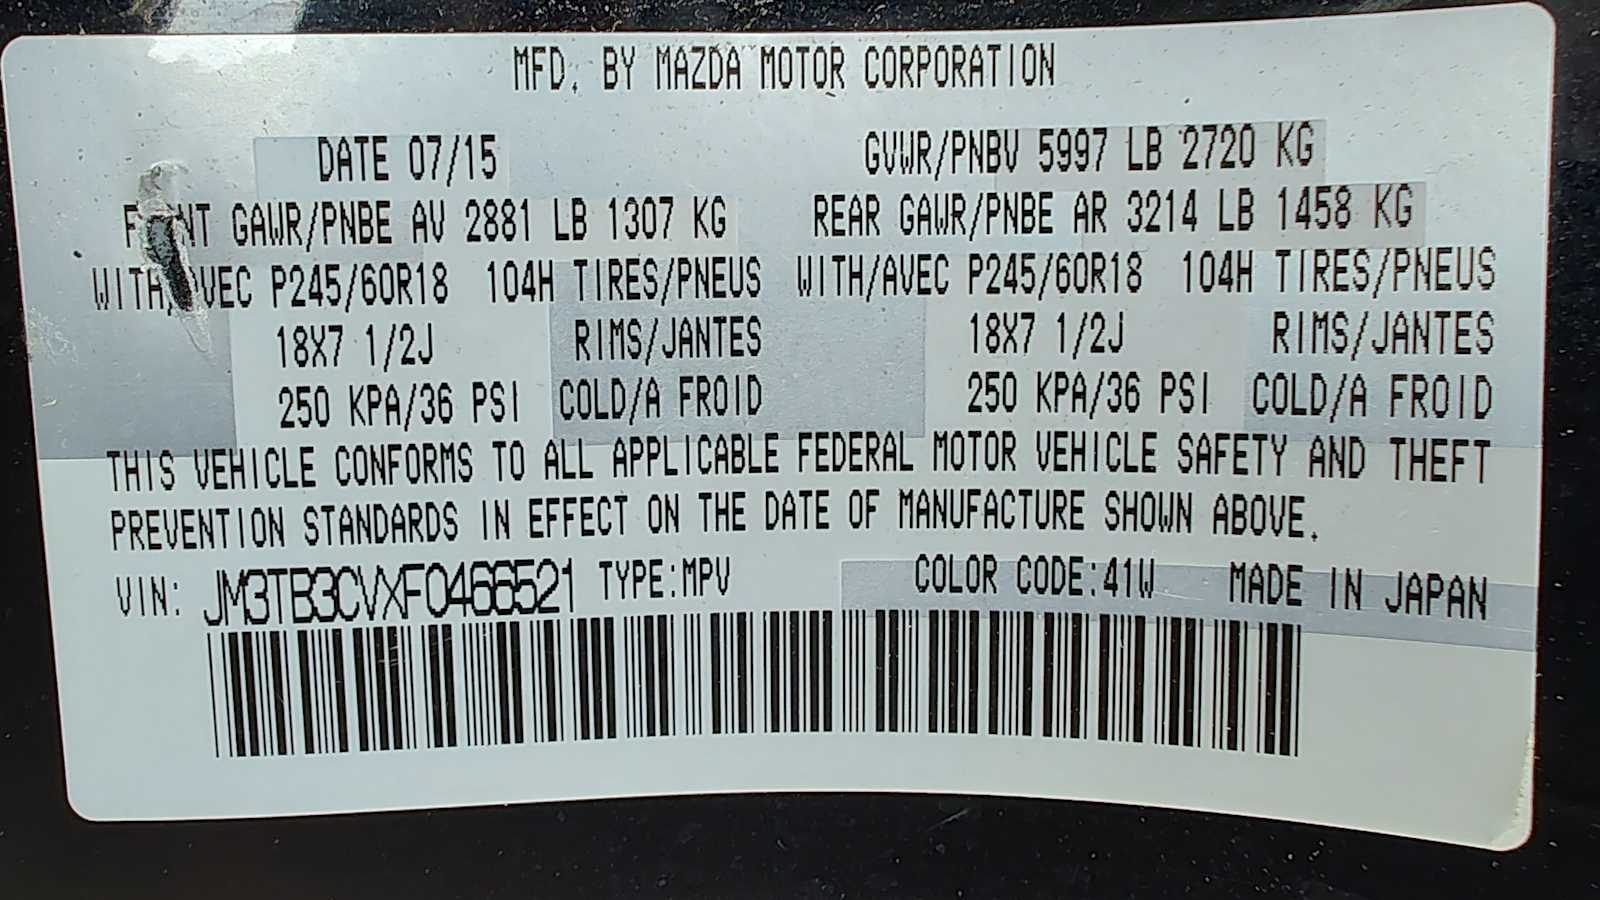 MFD. BY MAZDA MOTOR CORPORATION
DATE 07/15 GVWR/PNBV 5997 LB 2720 KG
FRONT GAWR/PNBE AV 2881 LB 1307 KG REAR GAWR/PNBE AR 3214 LB 1458 KG
WITH/AVEC P245/60R18 104H TIRES/PNEUS WITH/AVEC P245/60R18 104H TIRES/PNEUS
18X7 1/2J RIMS/JANTES 18X7 1/2J RIMS/JANTES
250 KPA/36 PSI COLD/A FROID 250 KPA/36 PSI COLD/A FROID
THIS VEHICLE CONFORMS TO ALL APPLICABLE FEDERAL MOTOR VEHICLE SAFETY AND THEFT
PREVENTION STANDARDS IN EFFECT ON THE DATE OF MANUFACTURE SHOWN ABOVE.
VIN: JM3TB3CVXF0466521 TYPE:MPV COLOR CODE:41W MADE IN JAPAN